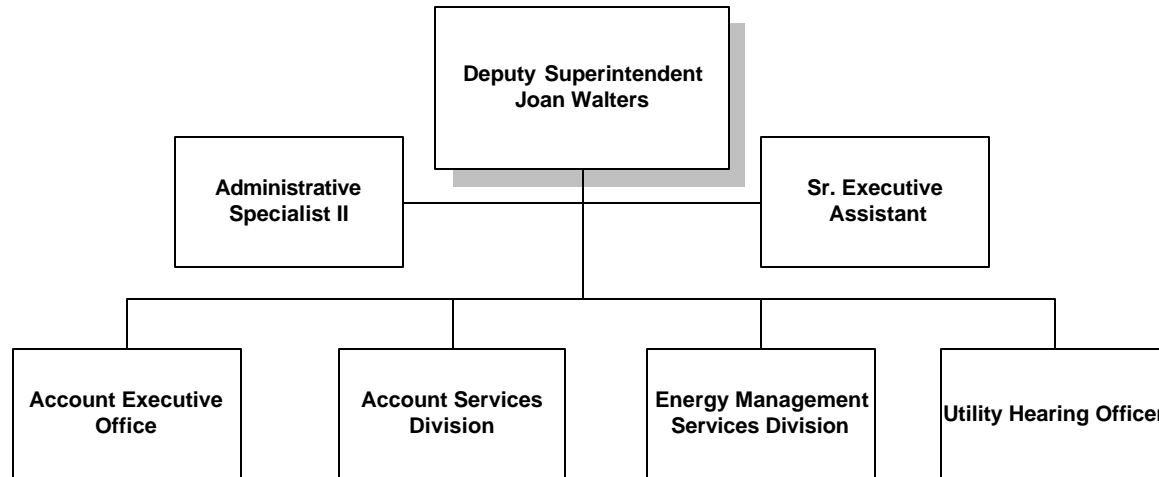 Deputy Superintendent
Joan Walters
Administrative
Specialist II
Sr. Executive
Assistant
Account Executive
Office
Account Services
Division
Energy Management
Services Division
Utility Hearing Officer